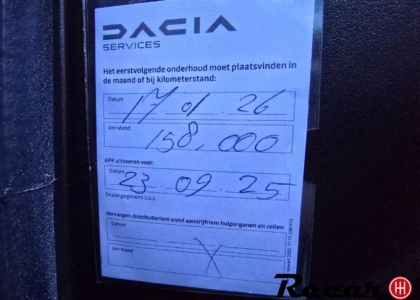 DACIA
SERVICES
Het eerstvolgende onderhoud moet plaatsvinden
in de maand of bij kilometerstand:
Datum 17 01 26
km-stand 158.000
APK uitvoeren voor:
Datum 23 09 25
Dealergegevens t.b.v.
Vervangen distributieriem en/of aandrijfriem hulporganen en rollen
Datum
km-stand X
Rocar